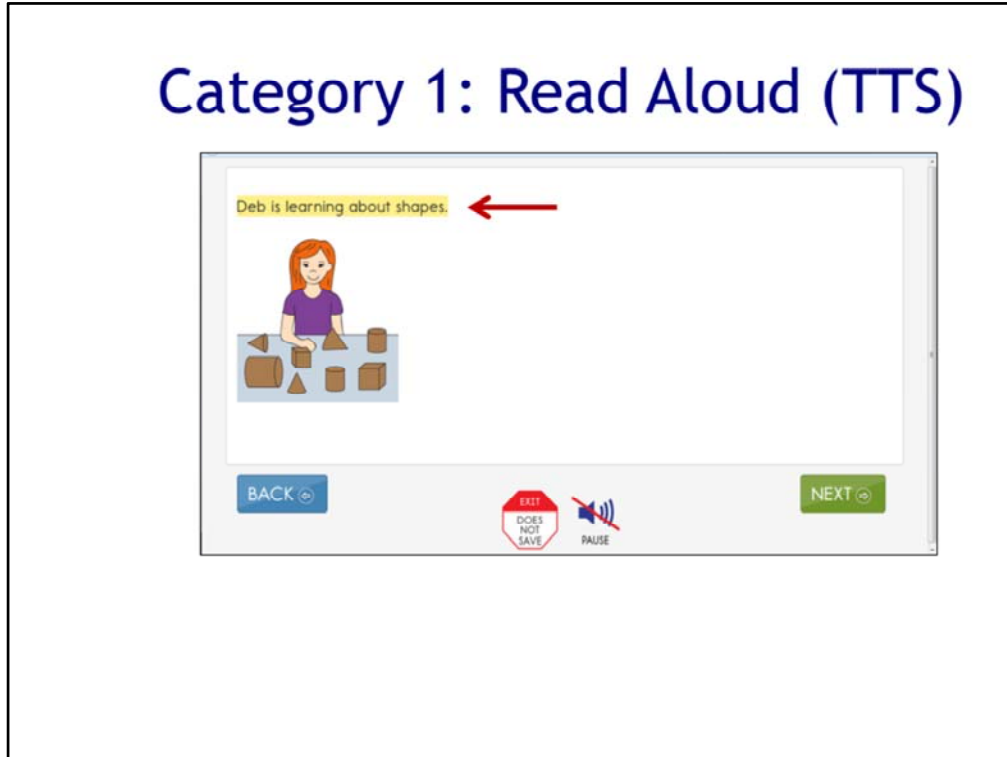 Category 1: Read Aloud (TTS)
Deb is learning about shapes.
BACK
EXIT
DOES
NOT
SAVE
PAUSE
NEXT